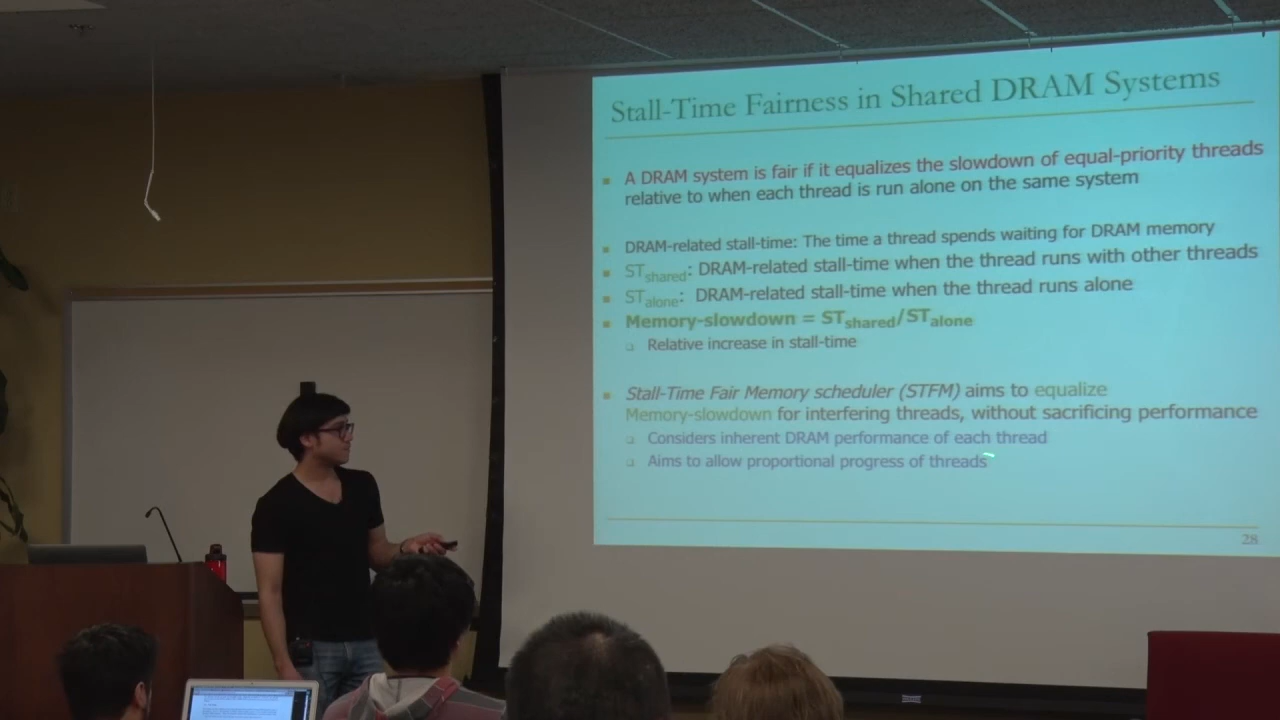 Stall-Time Fairness in Shared DRAM Systems
A DRAM system is fair if it equalizes the slowdown of equal-priority threads
relative to when each thread is run alone on the same system
DRAM-related stall-time: The time a thread spends waiting for DRAM memory
STshared: DRAM-related stall-time when the thread runs with other threads
STalone: DRAM-related stall-time when the thread runs alone
Memory-slowdown = STshared/STalone
Relative increase in stall-time
Stall-Time Fair Memory scheduler (STFM) aims to equalize
Memory-slowdown for interfering threads, without sacrificing performance
Considers inherent DRAM performance of each thread
Aims to allow proportional progress of threads
28